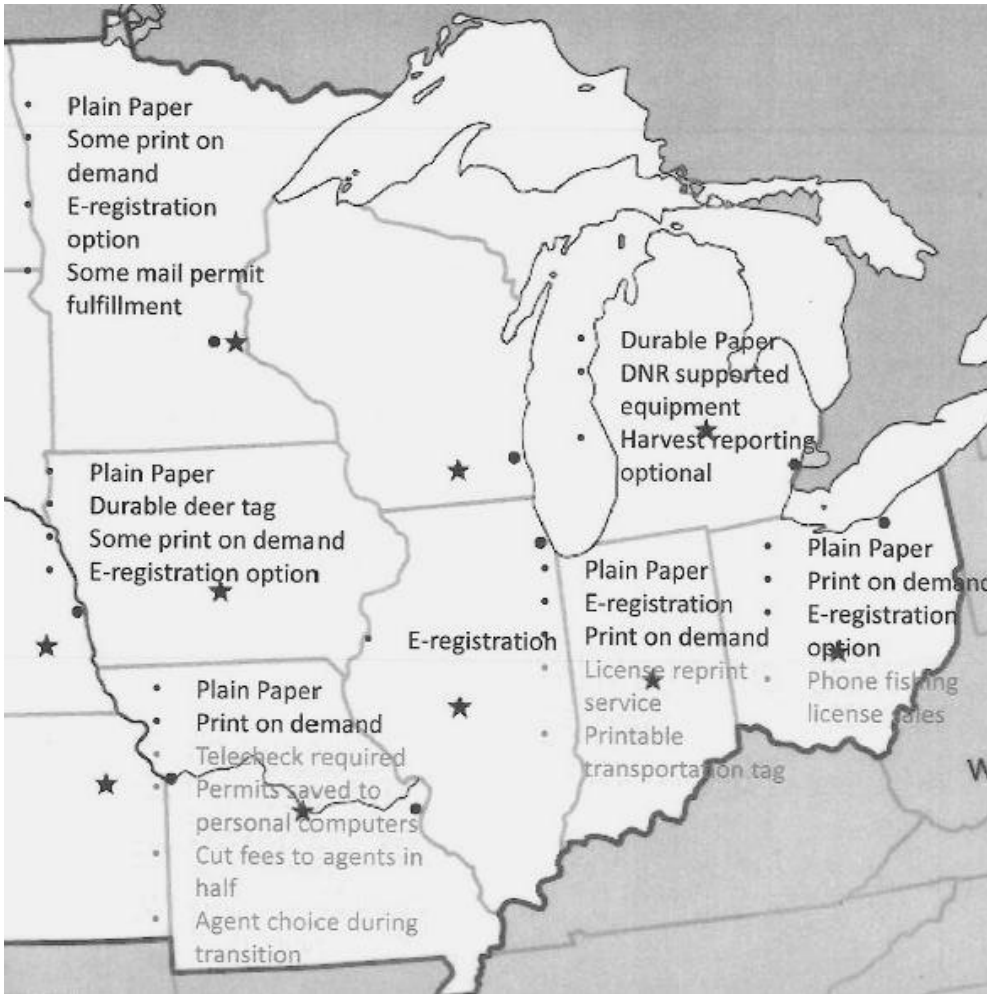 • Plain Paper
• Some print on
demand
• E-registration
option
• Some mail permit
fulfillment
• Durable Paper
• DNR supported
equipment
• Harvest reporting
optional
• Plain Paper
• Durable deer tag
• Some print on demand
• E-registration option
• E-registration
• Plain Paper
• E-registration
• Print on demand
• License reprint
service
• Printable
transportation tag
• Plain Paper
• Print on demand
• E-registration
option
• Phone fishing
license sales
• Plain Paper
• Print on demand
• Telecheck required
• Permits saved to
personal computers
• Cut fees to agents in
half
• Agent choice during
transition
W